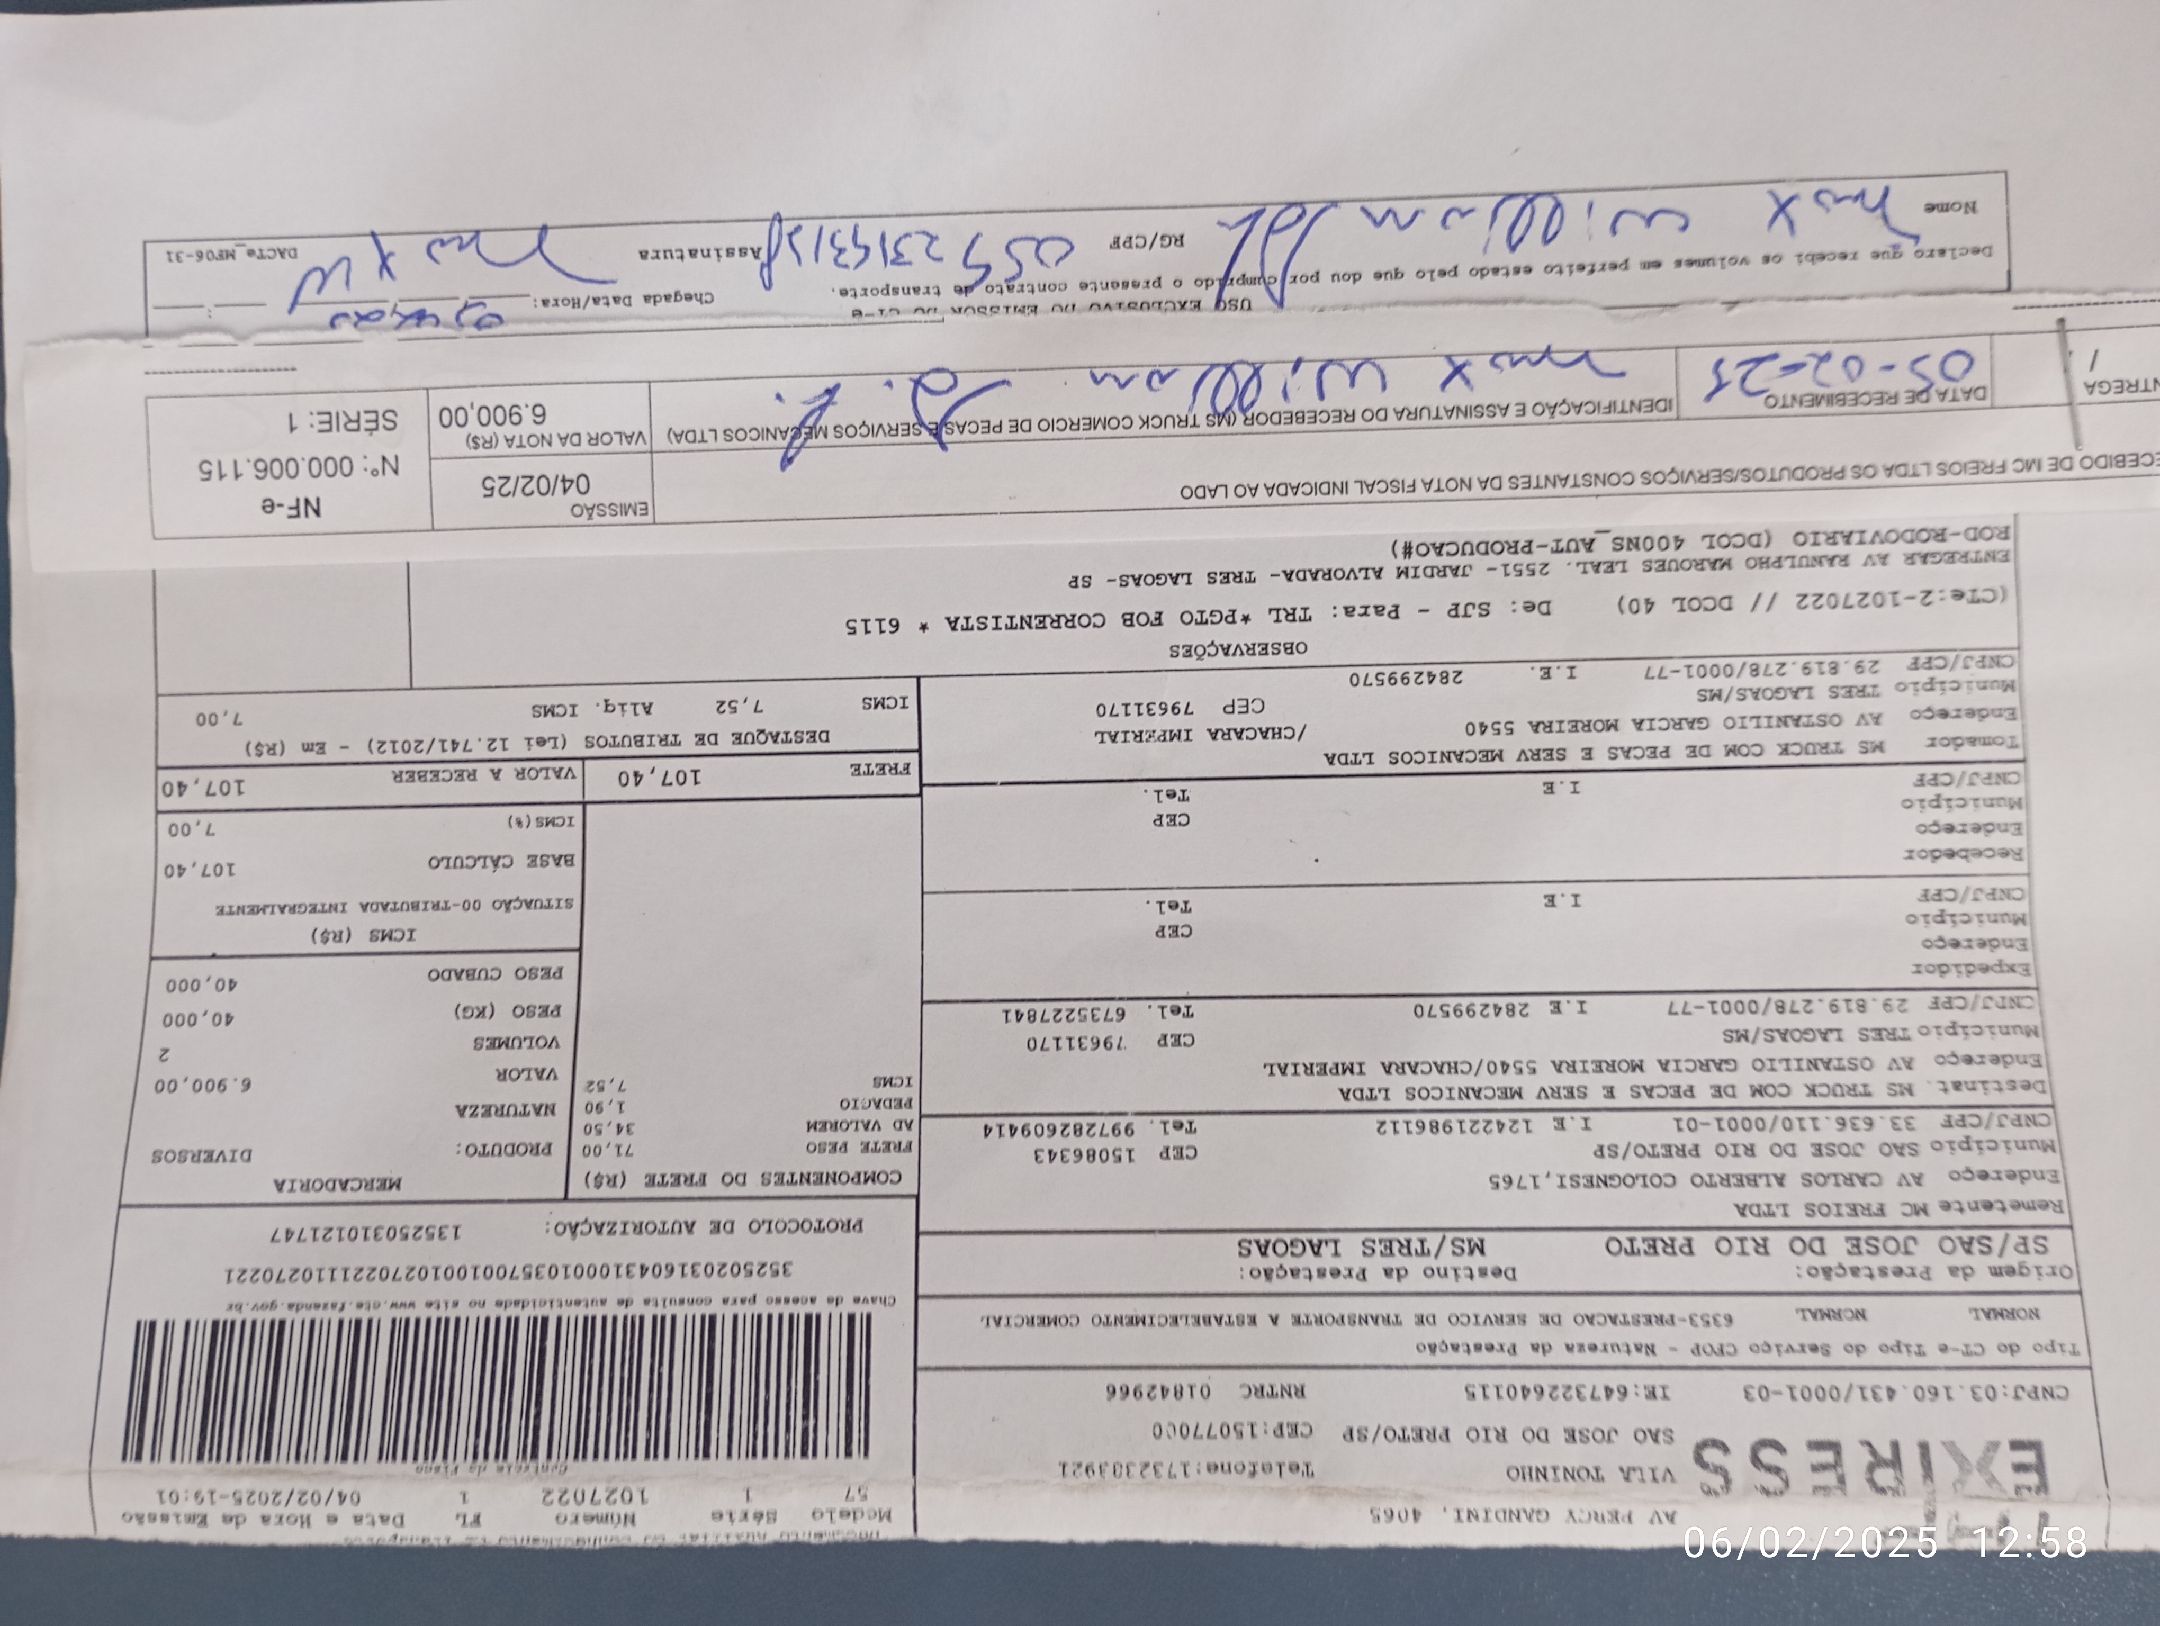 06/02/2025 12:58
EXPRESS
AV PERCY GANDINI, 4065
VILA TONINHO
Telefone:1732383921
SAO JOSE DO RIO PRETO/SP CEP:15077000
CNPJ:03.160.431/0001-03 IE:647322640115 RNTRC 01842966
Modelo Série Número FL Data e Hora de Emissão
57 1 1027022 1 04/02/2025-19:01
Controle do Fisco
Chave de acesso para consulta de autenticidade no site www.cte.fazenda.gov.br
PROTOCOLO DE AUTORIZAÇÃO: 135250310121747
Tipo do CT-e Tipo do Serviço CFOP - Natureza da Prestação
NORMAL NORMAL 6353-PRESTACAO DE SERVICO DE TRANSPORTE A ESTABELECIMENTO COMERCIAL
Origem da Prestação: Destino da Prestação:
SP/SAO JOSE DO RIO PRETO MS/TRES LAGOAS
Remetente MC FREIOS LTDA
Endereço AV CARLOS ALBERTO COLOGNESI,1765
Município SAO JOSE DO RIO PRETO/SP CEP 15086343
CNPJ/CPF 33.636.110/0001-01 I.E 124221986112 Tel. 997282609414
Destinat. MS TRUCK COM DE PECAS E SERV MECANICOS LTDA
Endereço AV OSTANILIO GARCIA MOREIRA 5540/CHACARA IMPERIAL
Município TRES LAGOAS/MS CEP 79631170
CNPJ/CPF 29.819.278/0001-77 I.E 284299570 Tel. 6735227841
Expedidor
Endereço
Município CEP
CNPJ/CPF I.E Tel.
Recebedor
Endereço
Município CEP
CNPJ/CPF I.E Tel.
Tomador MS TRUCK COM DE PECAS E SERV MECANICOS LTDA
Endereço AV OSTANILIO GARCIA MOREIRA 5540 /CHACARA IMPERIAL
Município TRES LAGOAS/MS CEP 79631170
CNPJ/CPF 29.819.278/0001-77 I.E. 284299570
COMPONENTES DO FRETE (R$)
FRETE PESO 71,00
AD VALOREM 34,50
PEDAGIO 1,90
ICMS 7,52
MERCADORIA
PRODUTO: DIVERSOS
NATUREZA
VALOR 6.900,00
VOLUMES 2
PESO (KG) 40,000
PESO CUBADO 40,000
ICMS (R$)
SITUAÇÃO 00-TRIBUTADA INTEGRALMENTE
BASE CÁLCULO 107,40
ICMS(%) 7,00
FRETE 107,40 VALOR A RECEBER 107,40
DESTAQUE DE TRIBUTOS (Lei 12.741/2012) - Em (R$)
ICMS 7,52 Aliq. ICMS 7,00
OBSERVAÇÕES
(CTe:2-1027022 // DCOL 40) De: SJP - Para: TRL *PGTO FOB CORRENTISTA * 6115
ENTREGAR AV RANULPHO MARQUES LEAL. 2551- JARDIM ALVORADA- TRES LAGOAS- SP
ROD-RODOVIARIO (DCOL 400NS_AUT-PRODUCAO#)
RECEBIDO DE MC FREIOS LTDA OS PRODUTOS/SERVIÇOS CONSTANTES DA NOTA FISCAL INDICADA AO LADO
EMISSÃO
04/02/25
NF-e
Nº: 000.006.115
SÉRIE: 1
DATA DE RECEBIMENTO
05-02-25
IDENTIFICAÇÃO E ASSINATURA DO RECEBEDOR (MS TRUCK COMERCIO DE PECAS E SERVIÇOS MECANICOS LTDA)
max William
VALOR DA NOTA (R$)
6.900,00
USO EXCLUSIVO DO EMISSOR DO CT-e
Chegada Data/Hora:
Declaro que recebi os volumes em perfeito estado pelo que dou por cumprido o presente contrato de transporte.
Nome max William
RG/CPF
Assinatura max W
DACTe_MF06-31